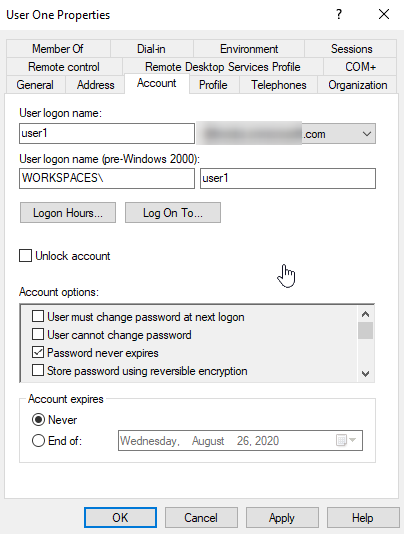 User One Properties ? ×
Member Of Dial-in Environment Sessions
Remote control Remote Desktop Services Profile COM+
General Address Account Profile Telephones Organization
User logon name:
user1 .com
User logon name (pre-Windows 2000):
WORKSPACES\ user1
Logon Hours... Log On To...
Unlock account
Account options:
User must change password at next logon
User cannot change password
Password never expires
Store password using reversible encryption
Account expires
Never
End of: Wednesday, August 26, 2020
OK Cancel Apply Help